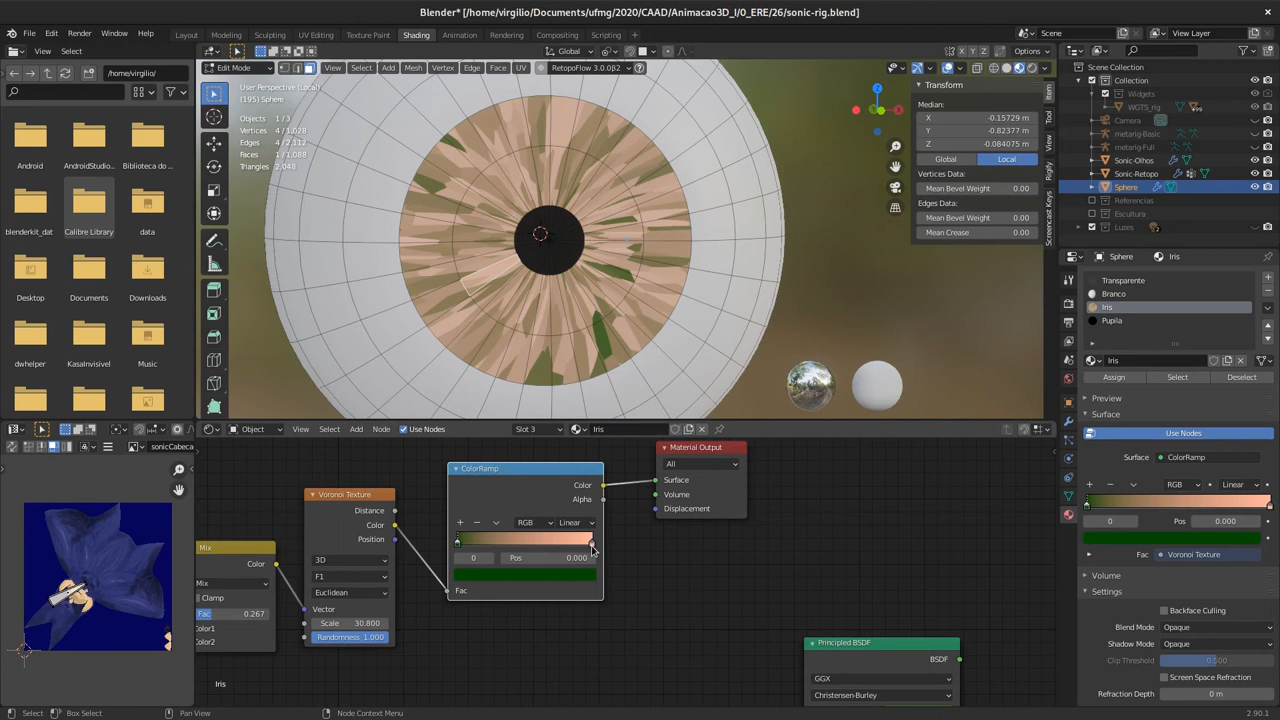 Blender* [/home/virgilio/Documents/ufmg/2020/CAAD/Animacao3D_I/0_ERE/26/sonic-rig.blend]
File Edit Render Window Help Layout Modeling Sculpting UV Editing Texture Paint Shading Animation Rendering Compositing Scripting Scene View Layer
View Select Global Options
Edit Mode View Select Add Mesh Vertex Edge Face UV RetopoFlow 3.0.0β2
/home/virgilio/
User Perspective (Local)
(195) Sphere
Objects 1 / 3
Vertices 4 / 1,028
Edges 4 / 2,112
Faces 1 / 1,088
Triangles 2,048
Android
AndroidStudio..
Biblioteca do ..
blenderkit_dat
Calibre Library
data
Desktop
Documents
Downloads
dwhelper
KasaInvisivel
Music
X Y Z
Transform
Median:
X -0.15729 m
Y -0.82377 m
Z -0.084075 m
Global Local
Vertices Data:
Mean Bevel Weight 0.00
Edges Data:
Mean Bevel Weight 0.00
Mean Crease 0.00
Item
Tool
View
Rigify
Screencast Keys
Scene Collection
Collection
Widgets
WGTS_rig
Camera
metarig-Basic
metarig-Full
Sonic-Olhos
Sonic-Retopo
Sphere
Referencias
Escultura
Luzes
Sphere Iris
Transparente
Branco
Iris
Pupila
Iris
Assign Select Deselect
Preview
Surface
Use Nodes
Surface ColorRamp
RGB Linear
0 Pos 0.000
Fac Voronoi Texture
Volume
Settings
Backface Culling
Blend Mode Opaque
Shadow Mode Opaque
Clip Threshold 0.500
Screen Space Refraction
Refraction Depth 0 m
sonicCabeca
Object View Select Add Node Use Nodes Slot 3 Iris
Mix
Color
Mix
Clamp
Fac 0.267
Color1
Color2
Voronoi Texture
Distance
Color
Position
3D
F1
Euclidean
Vector
Scale 30.800
Randomness 1.000
ColorRamp
Color
Alpha
RGB Linear
0 Pos 0.000
Fac
Material Output
All
Surface
Volume
Displacement
Principled BSDF
BSDF
GGX
Christensen-Burley
Iris
Select Box Select Pan View Node Context Menu 2.90.1